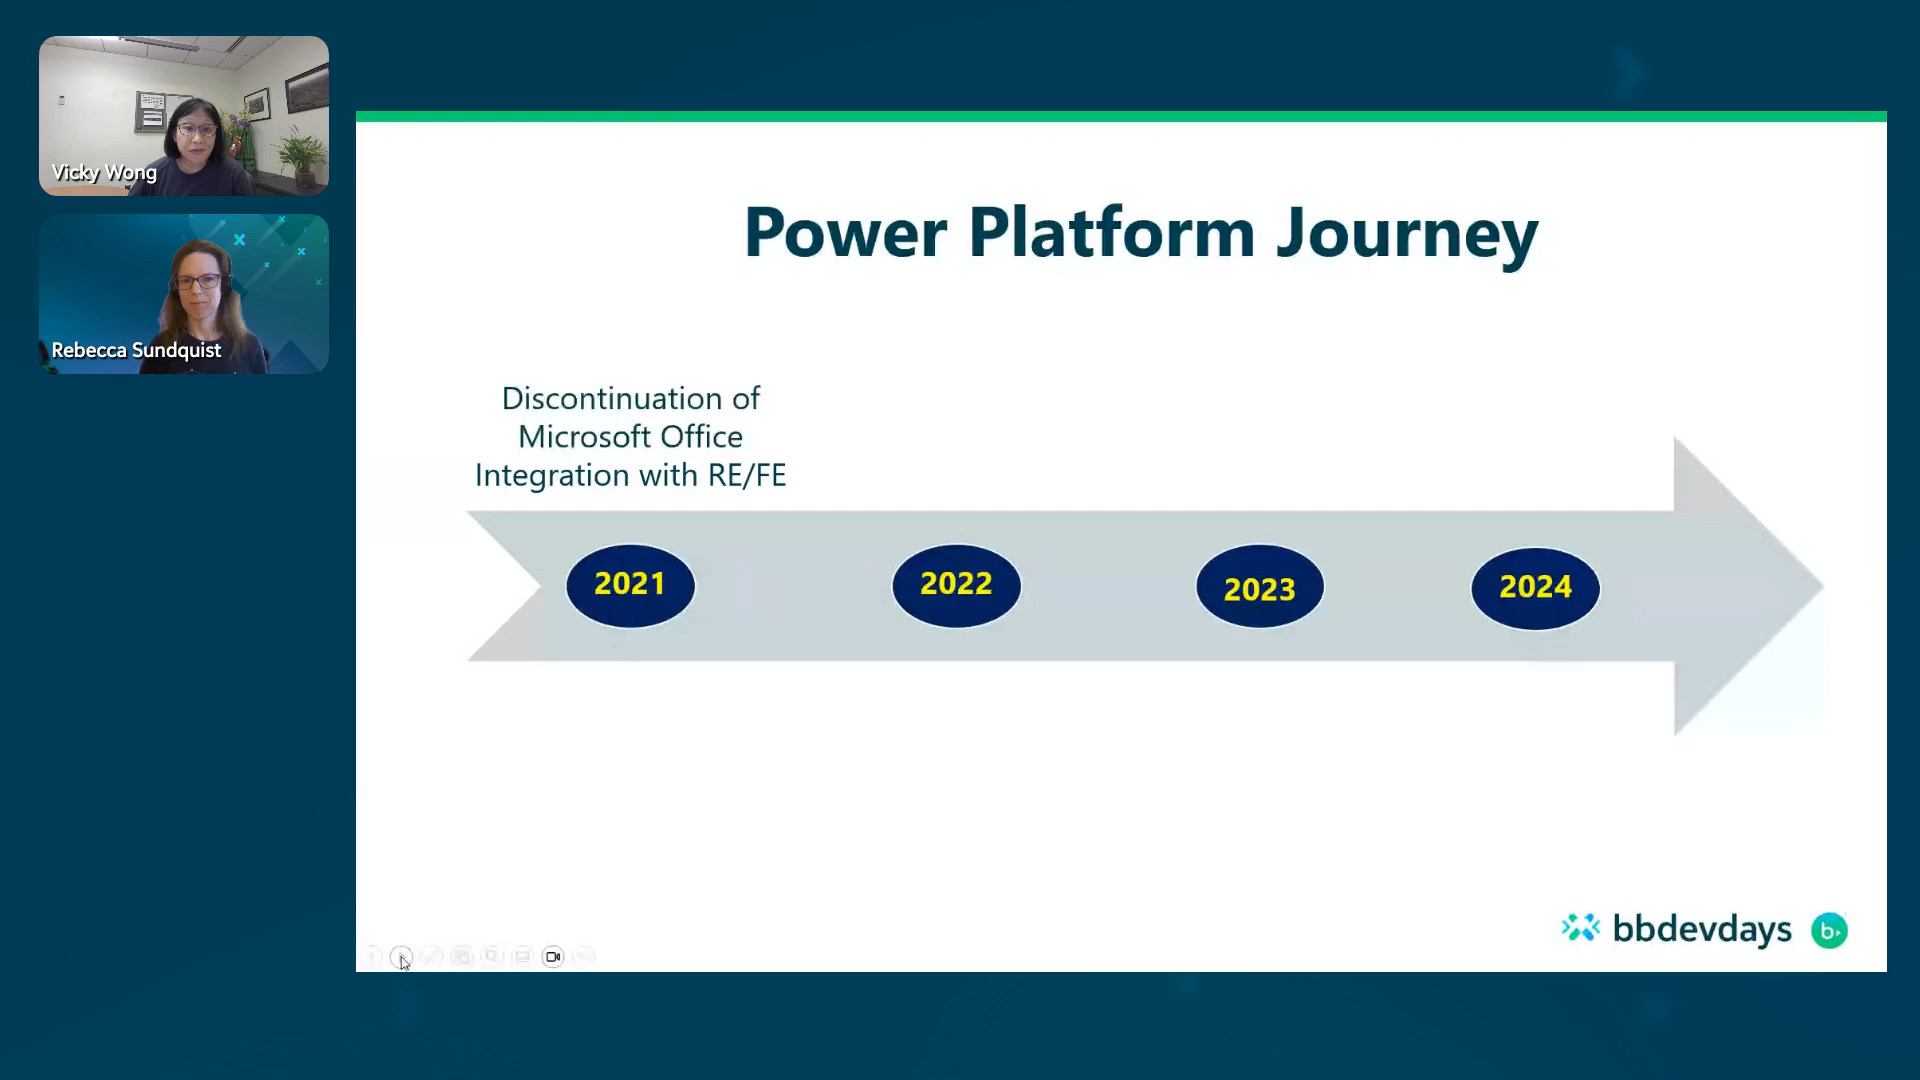 Vicky Wong
Rebecca Sundquist
Power Platform Journey
Discontinuation of
Microsoft Office
Integration with RE/FE
2021
2022
2023
2024
bbdevdays
b